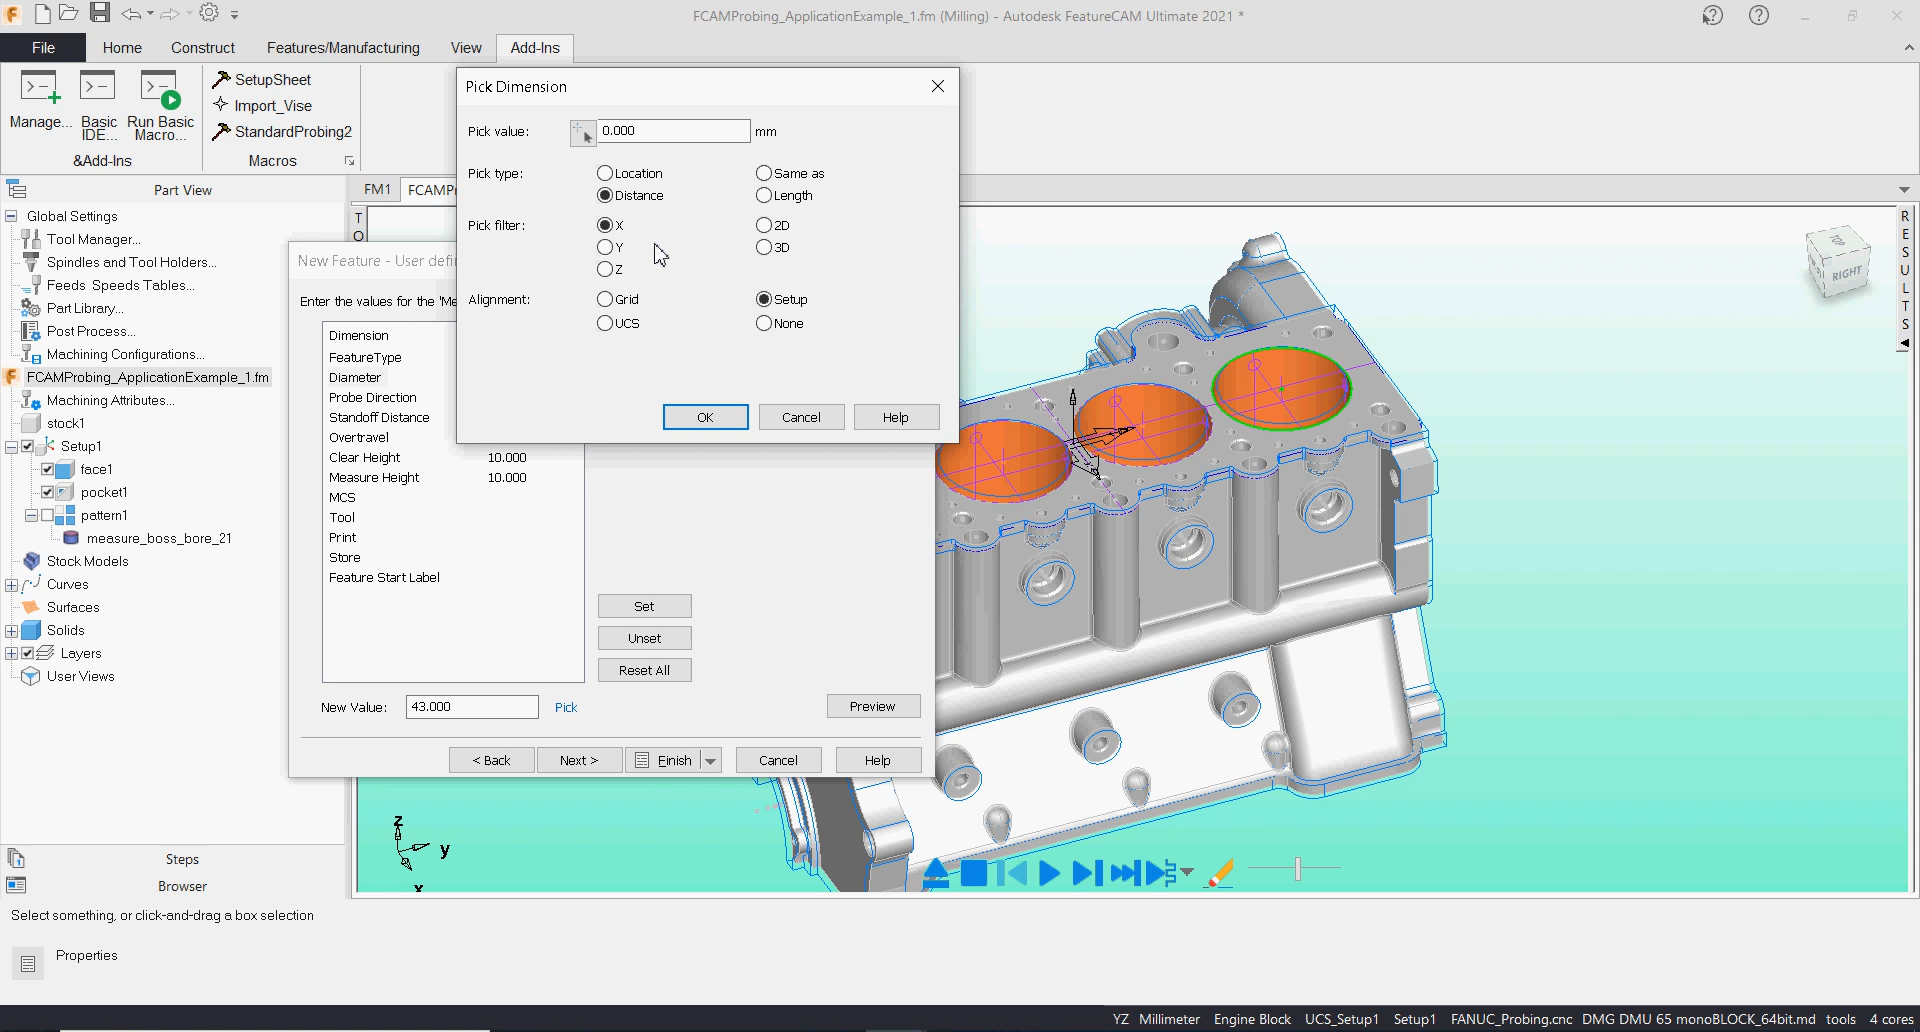 FCAMProbing_ApplicationExample_1.fm (Milling) - Autodesk FeatureCAM Ultimate 2021 *
File
Home
Construct
Features/Manufacturing
View
Add-Ins
Manage...
Basic IDE...
Run Basic Macro...
&Add-Ins
SetupSheet
Import_Vise
StandardProbing2
Macros
Part View
FM1
FCAMPr
Global Settings
Tool Manager...
Spindles and Tool Holders...
Feeds Speeds Tables...
Part Library...
Post Process...
Machining Configurations...
FCAMProbing_ApplicationExample_1.fm
Machining Attributes...
stock1
Setup1
face1
pocket1
pattern1
measure_boss_bore_21
Stock Models
Curves
Surfaces
Solids
Layers
User Views
Steps
Browser
Pick Dimension
Pick value:
0.000
mm
Pick type:
Location
Same as
Distance
Length
Pick filter:
X
2D
Y
3D
Z
Alignment:
Grid
Setup
UCS
None
OK
Cancel
Help
T
O
New Feature - User defin
Enter the values for the 'Me
Dimension
FeatureType
Diameter
Probe Direction
Standoff Distance
Overtravel
Clear Height 10.000
Measure Height 10.000
MCS
Tool
Print
Store
Feature Start Label
Set
Unset
Reset All
New Value:
43.000
Pick
Preview
< Back
Next >
Finish
Cancel
Help
RESULTS
TOP
RIGHT
z
y
x
Select something, or click-and-drag a box selection
Properties
YZ Millimeter Engine Block UCS_Setup1 Setup1 FANUC_Probing.cnc DMG DMU 65 monoBLOCK_64bit.md tools 4 cores